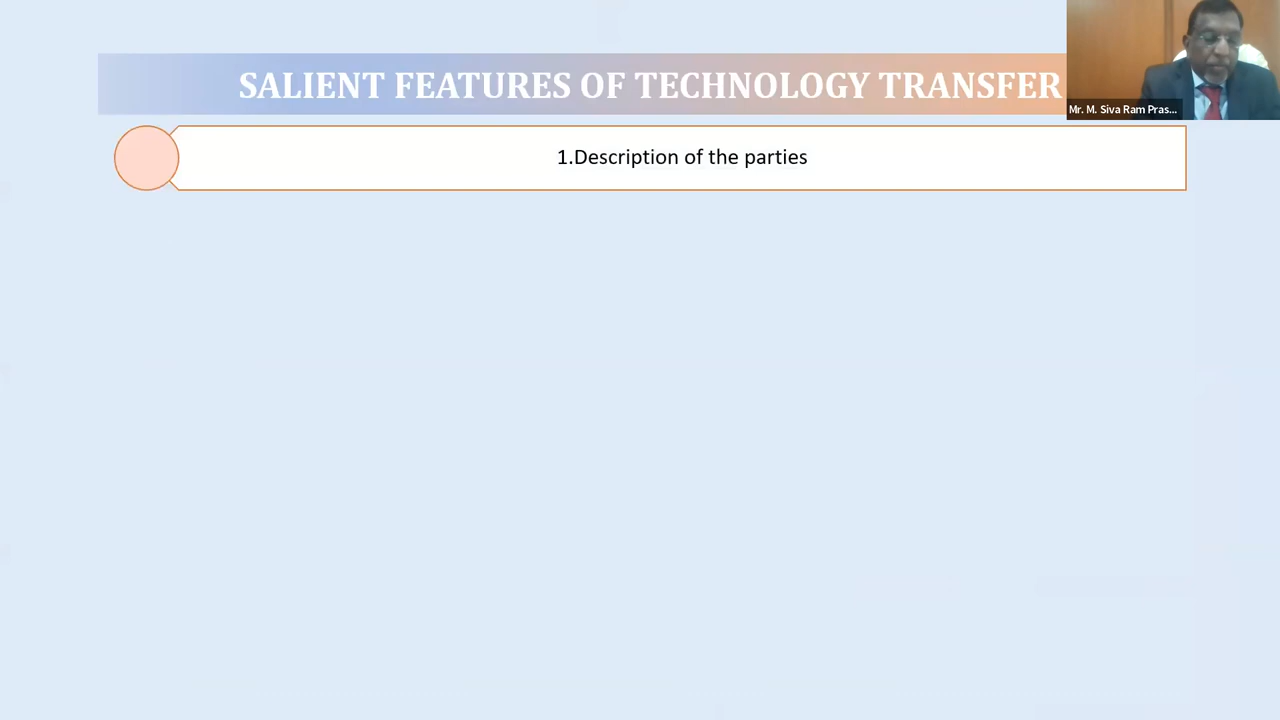 SALIENT FEATURES OF TECHNOLOGY TRANSFER
Mr. M. Siva Ram Pras...
1.Description of the parties